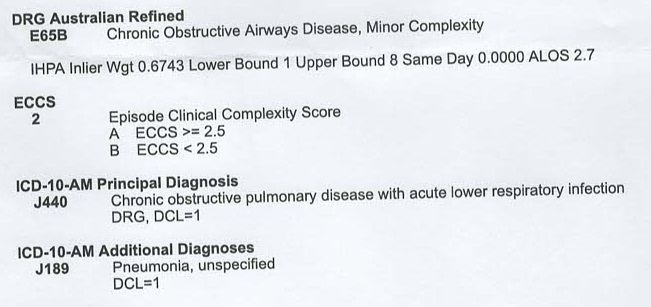 DRG Australian Refined
E65B Chronic Obstructive Airways Disease, Minor Complexity
IHPA Inlier Wgt 0.6743 Lower Bound 1 Upper Bound 8 Same Day 0.0000 ALOS 2.7
ECCS
2 Episode Clinical Complexity Score
A ECCS >= 2.5
B ECCS < 2.5
ICD-10-AM Principal Diagnosis
J440 Chronic obstructive pulmonary disease with acute lower respiratory infection
DRG, DCL=1
ICD-10-AM Additional Diagnoses
J189 Pneumonia, unspecified
DCL=1